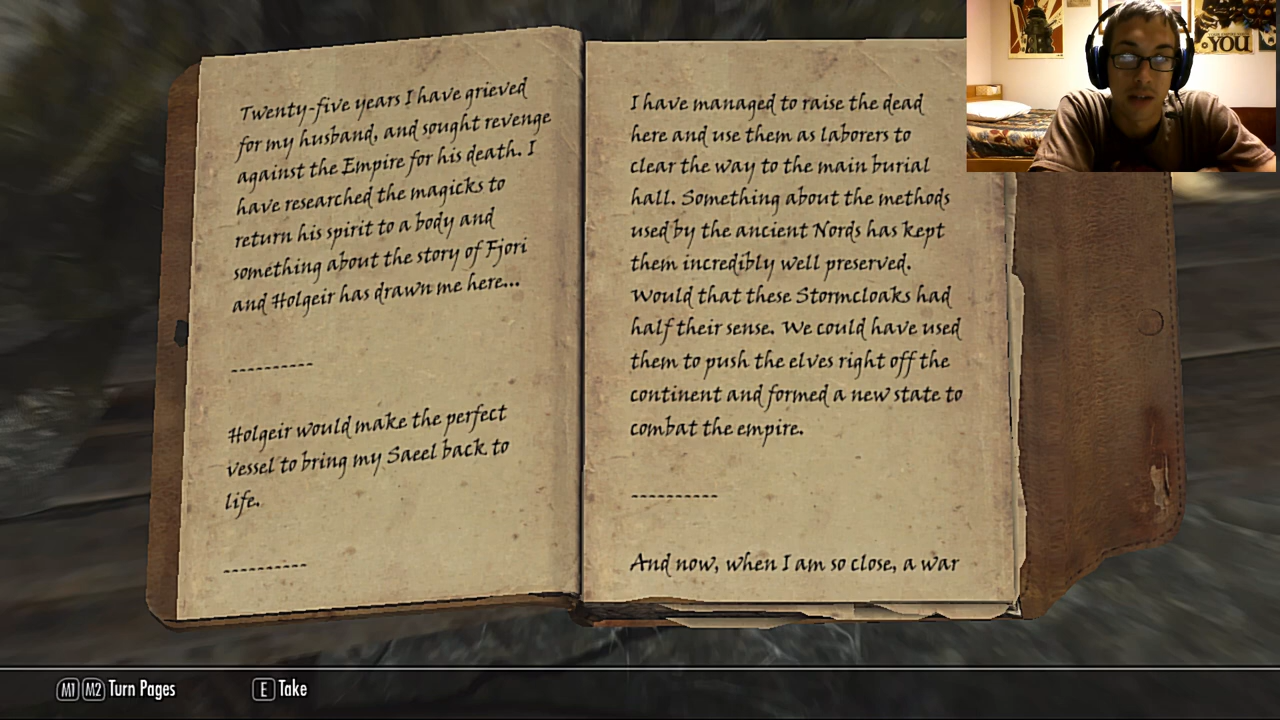 Twenty-five years I have grieved
for my husband, and sought revenge
against the Empire for his death. I
have researched the magicks to
return his spirit to a body and
something about the story of Fjori
and Holgeir has drawn me here...
----------
Holgeir would make the perfect
vessel to bring my Saeel back to
life.
----------
I have managed to raise the dead
here and use them as laborers to
clear the way to the main burial
hall. Something about the methods
used by the ancient Nords has kept
them incredibly well preserved.
Would that these Stormcloaks had
half their sense. We could have used
them to push the elves right off the
continent and formed a new state to
combat the empire.
----------
And now, when I am so close, a war
YOU
M1 M2 Turn Pages
E Take